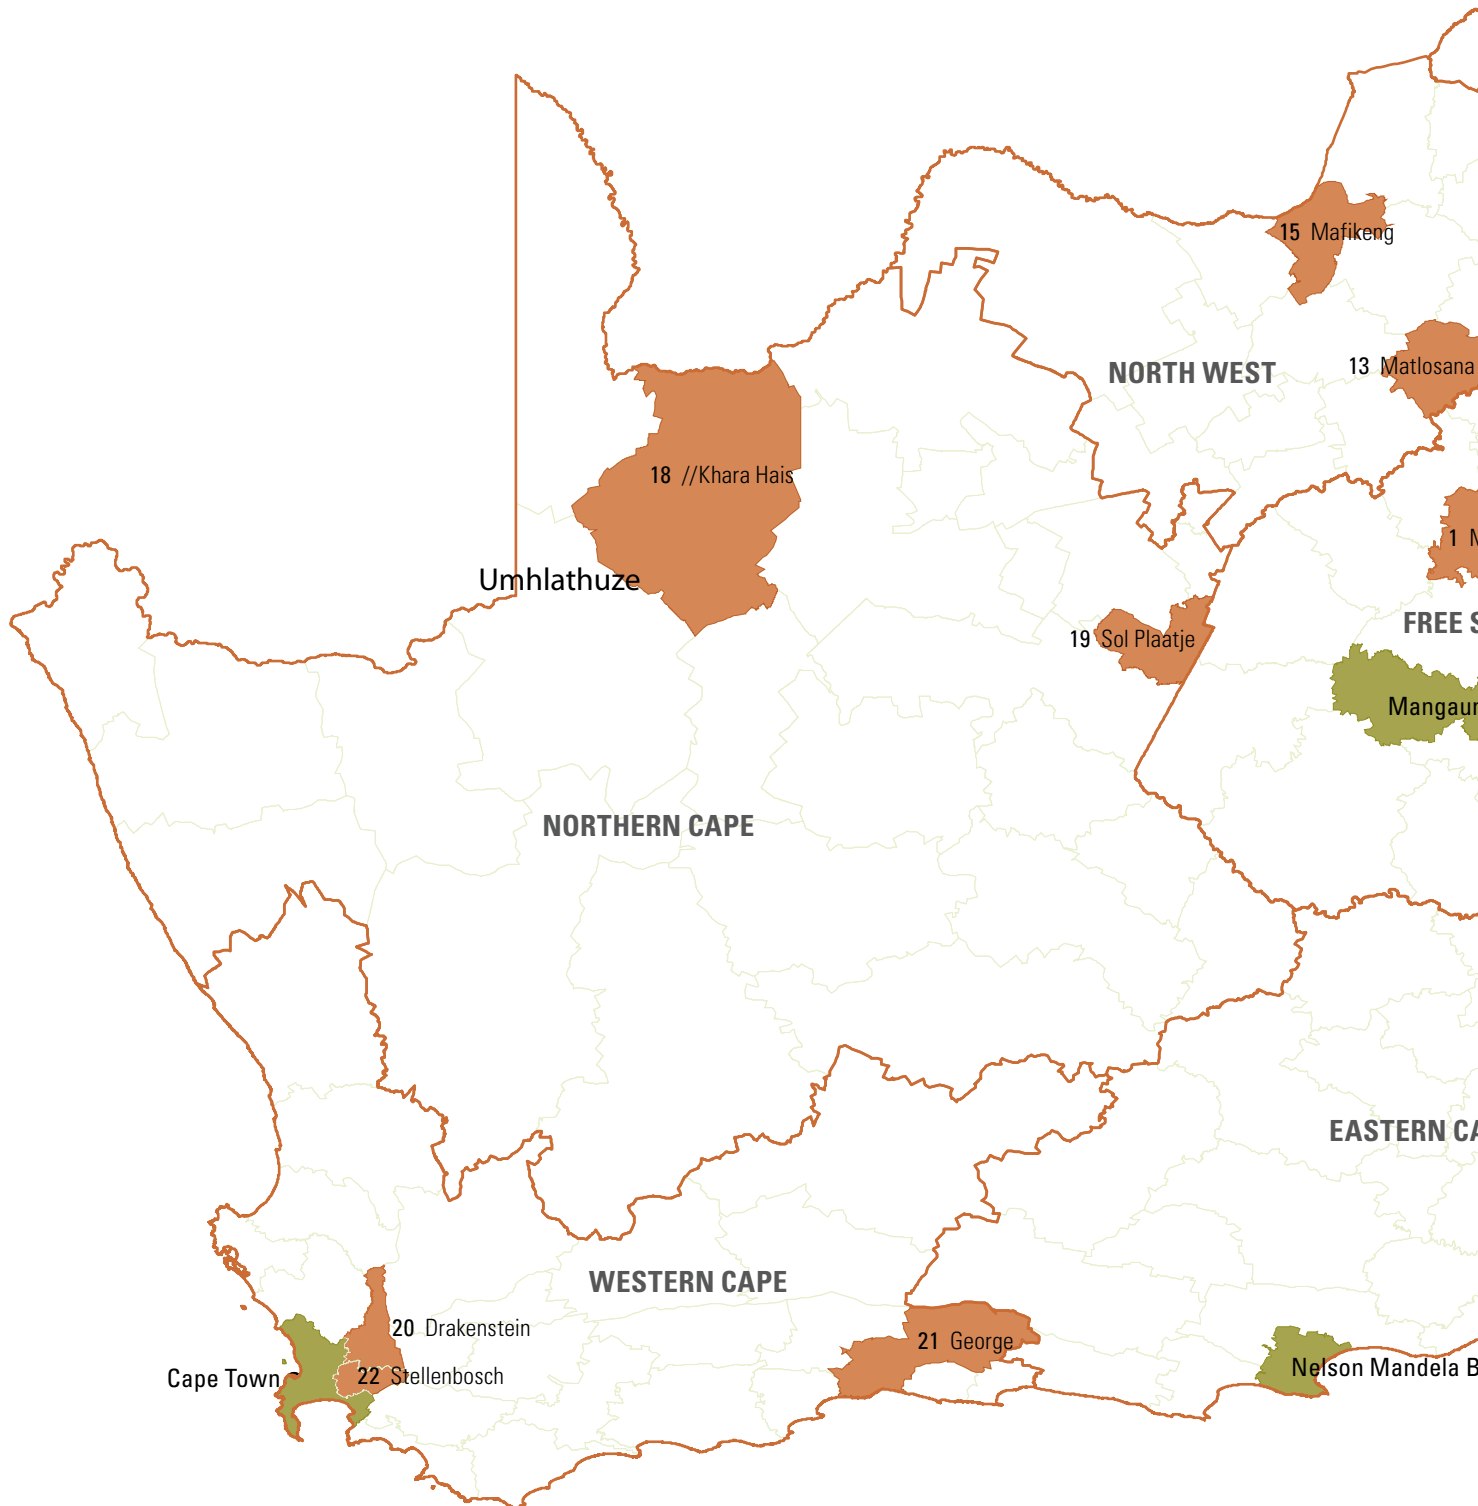 15 Mafikeng
NORTH WEST
13 Matlosana
18 //Khara Hais
1 M
Umhlathuze
FREE S
19 Sol Plaatje
Mangaun
NORTHERN CAPE
EASTERN CA
WESTERN CAPE
20 Drakenstein
21 George
Cape Town
22 Stellenbosch
Nelson Mandela B